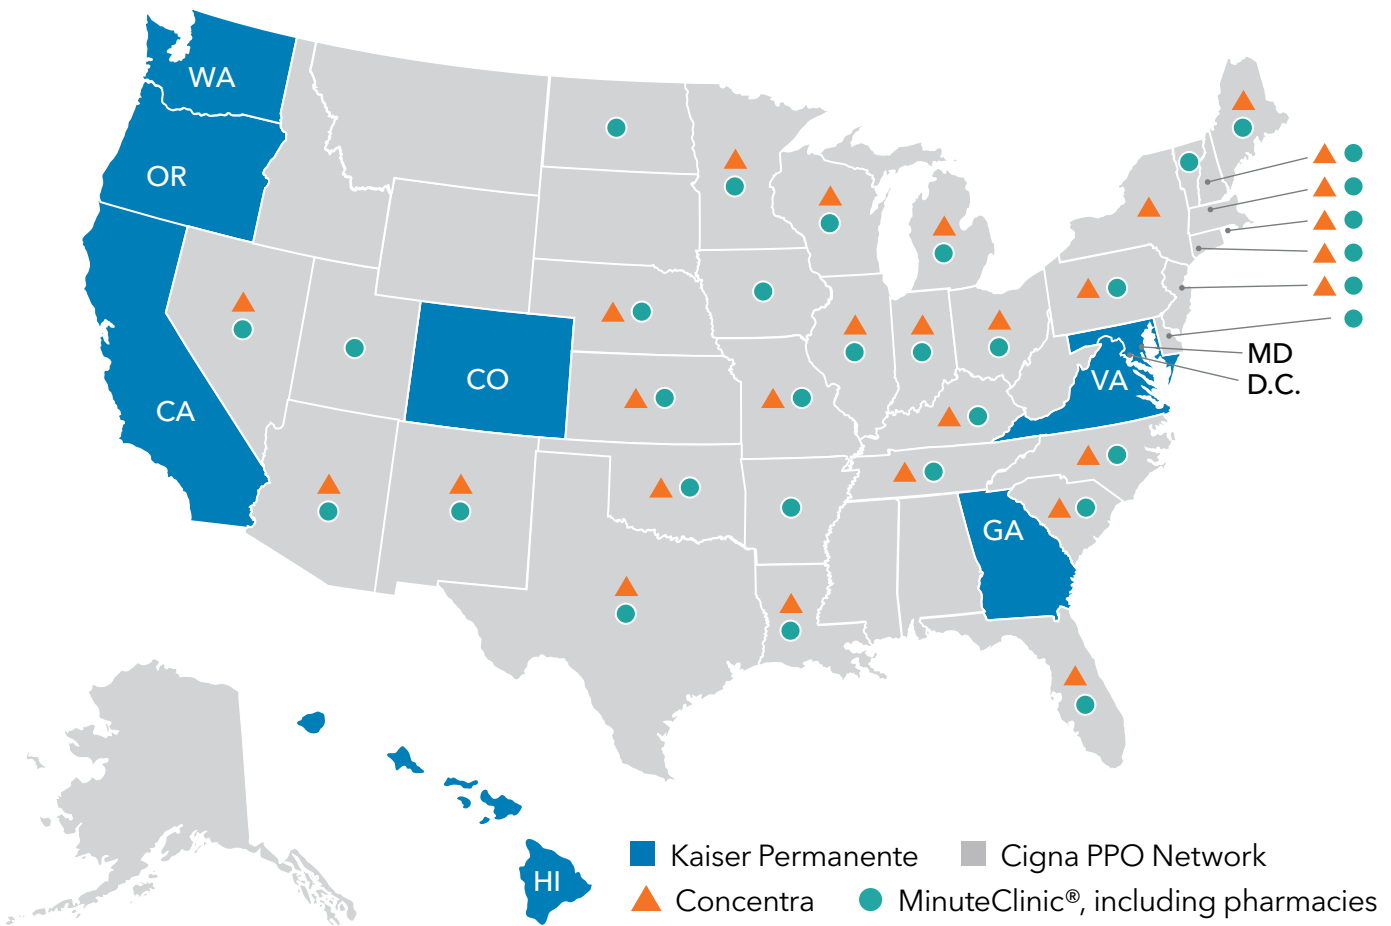 WA
OR
CA
CO
MD
D.C.
VA
GA
HI
Kaiser Permanente
Cigna PPO Network
Concentra
MinuteClinic®, including pharmacies